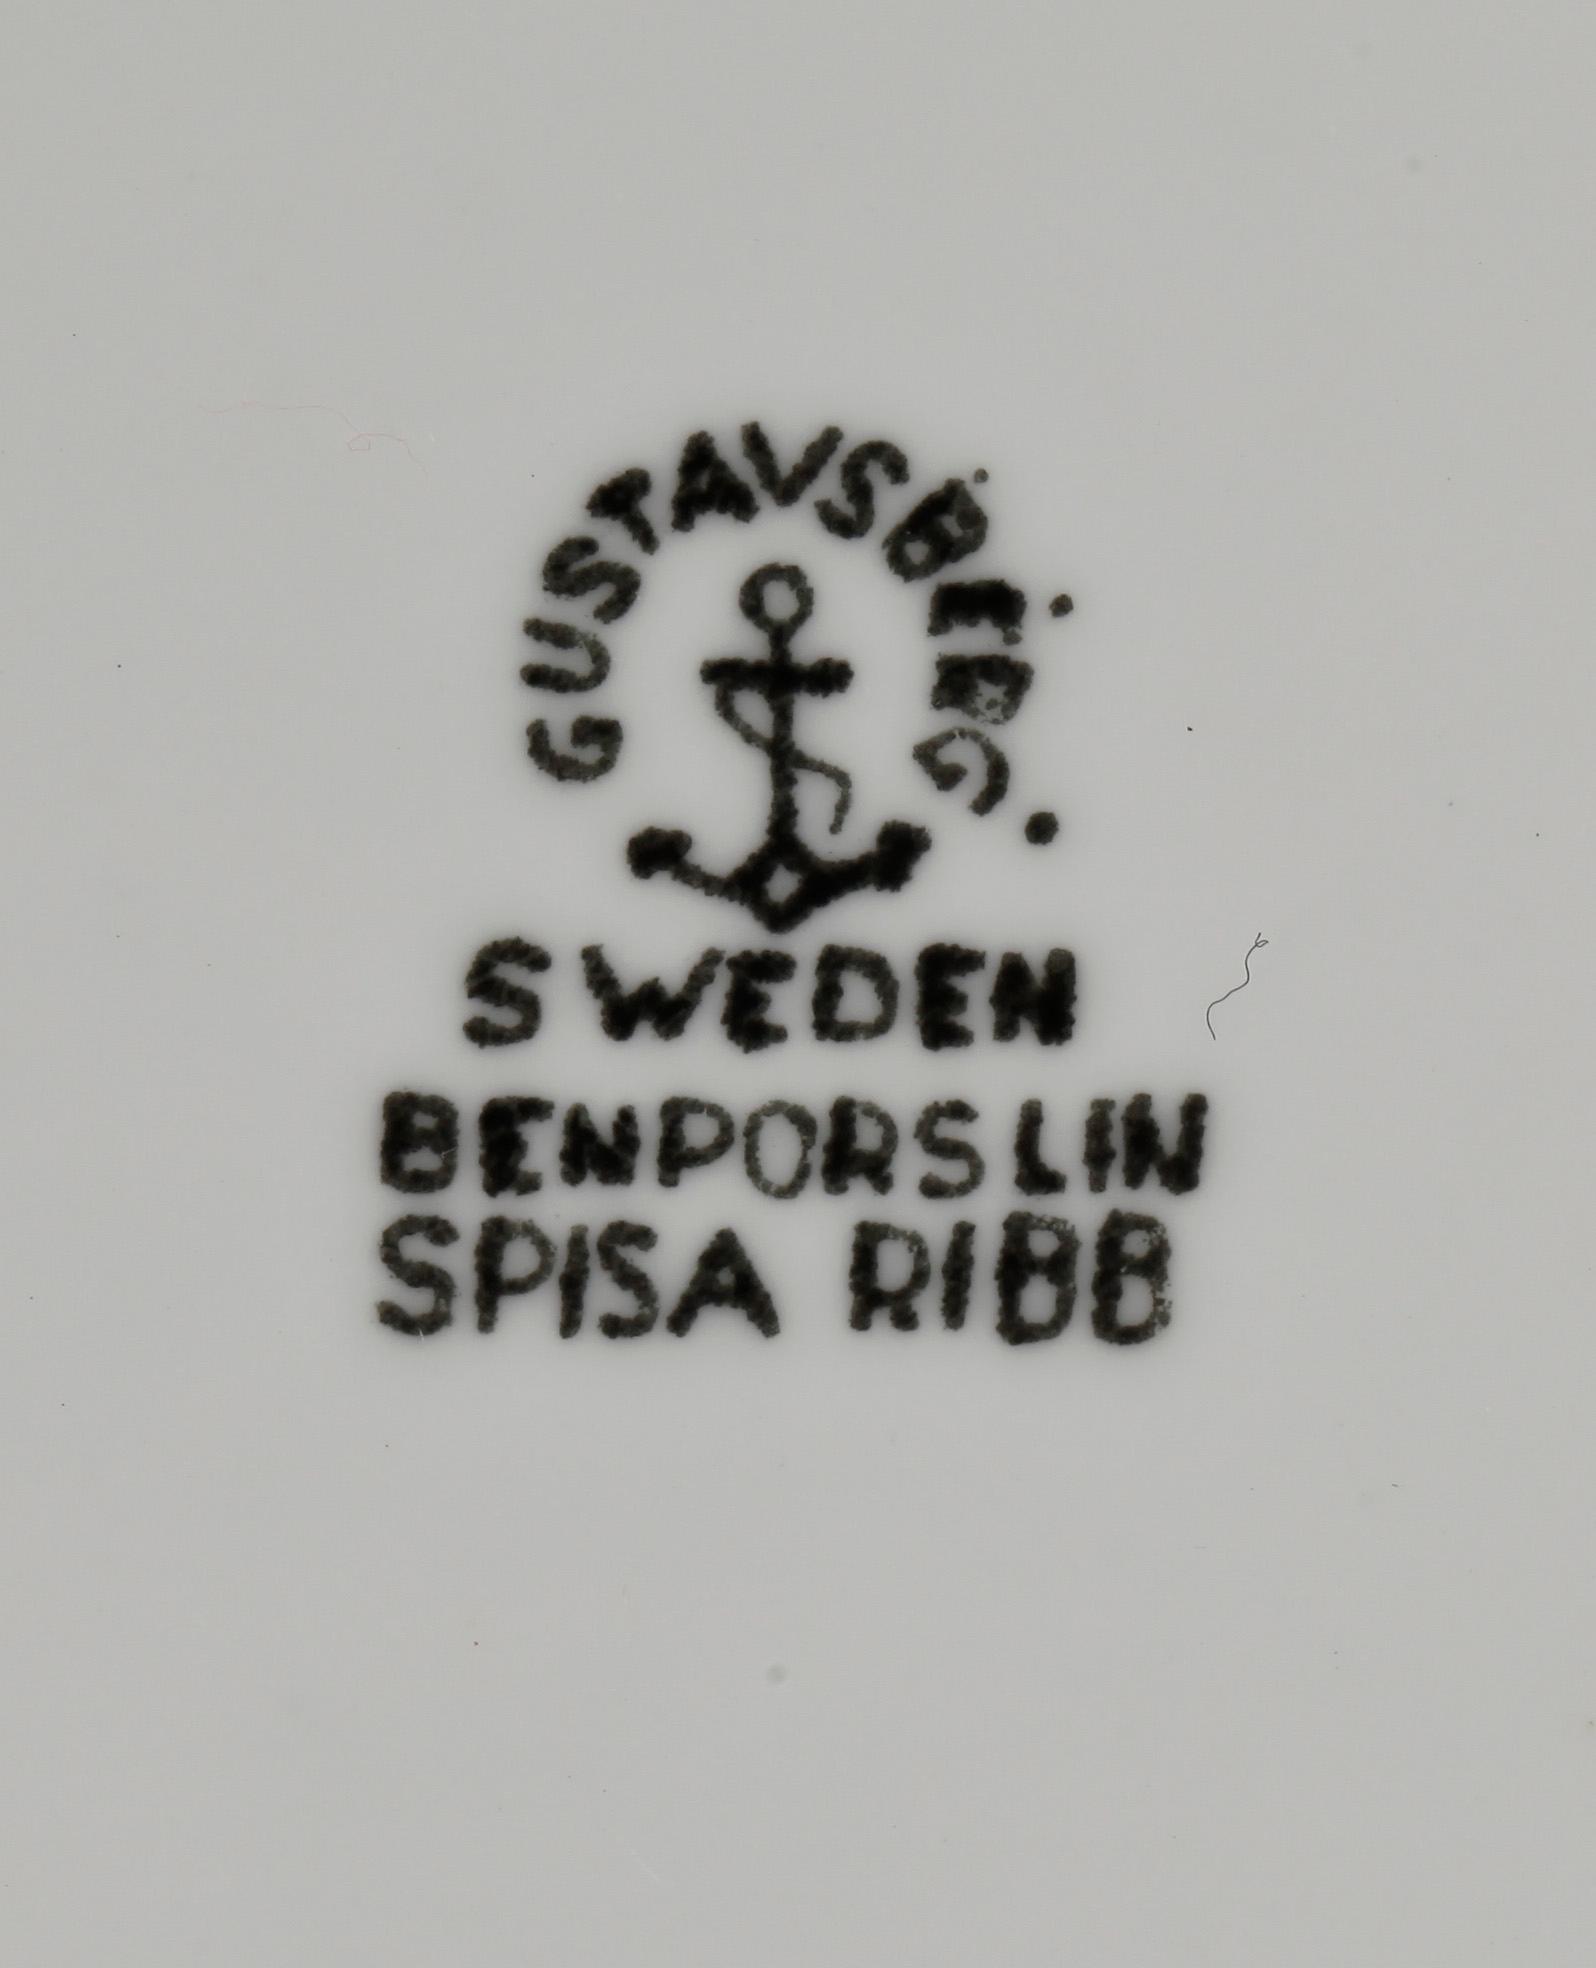 GUSTAVSBERG
SWEDEN
BENPORSLIN
SPISA RIBB